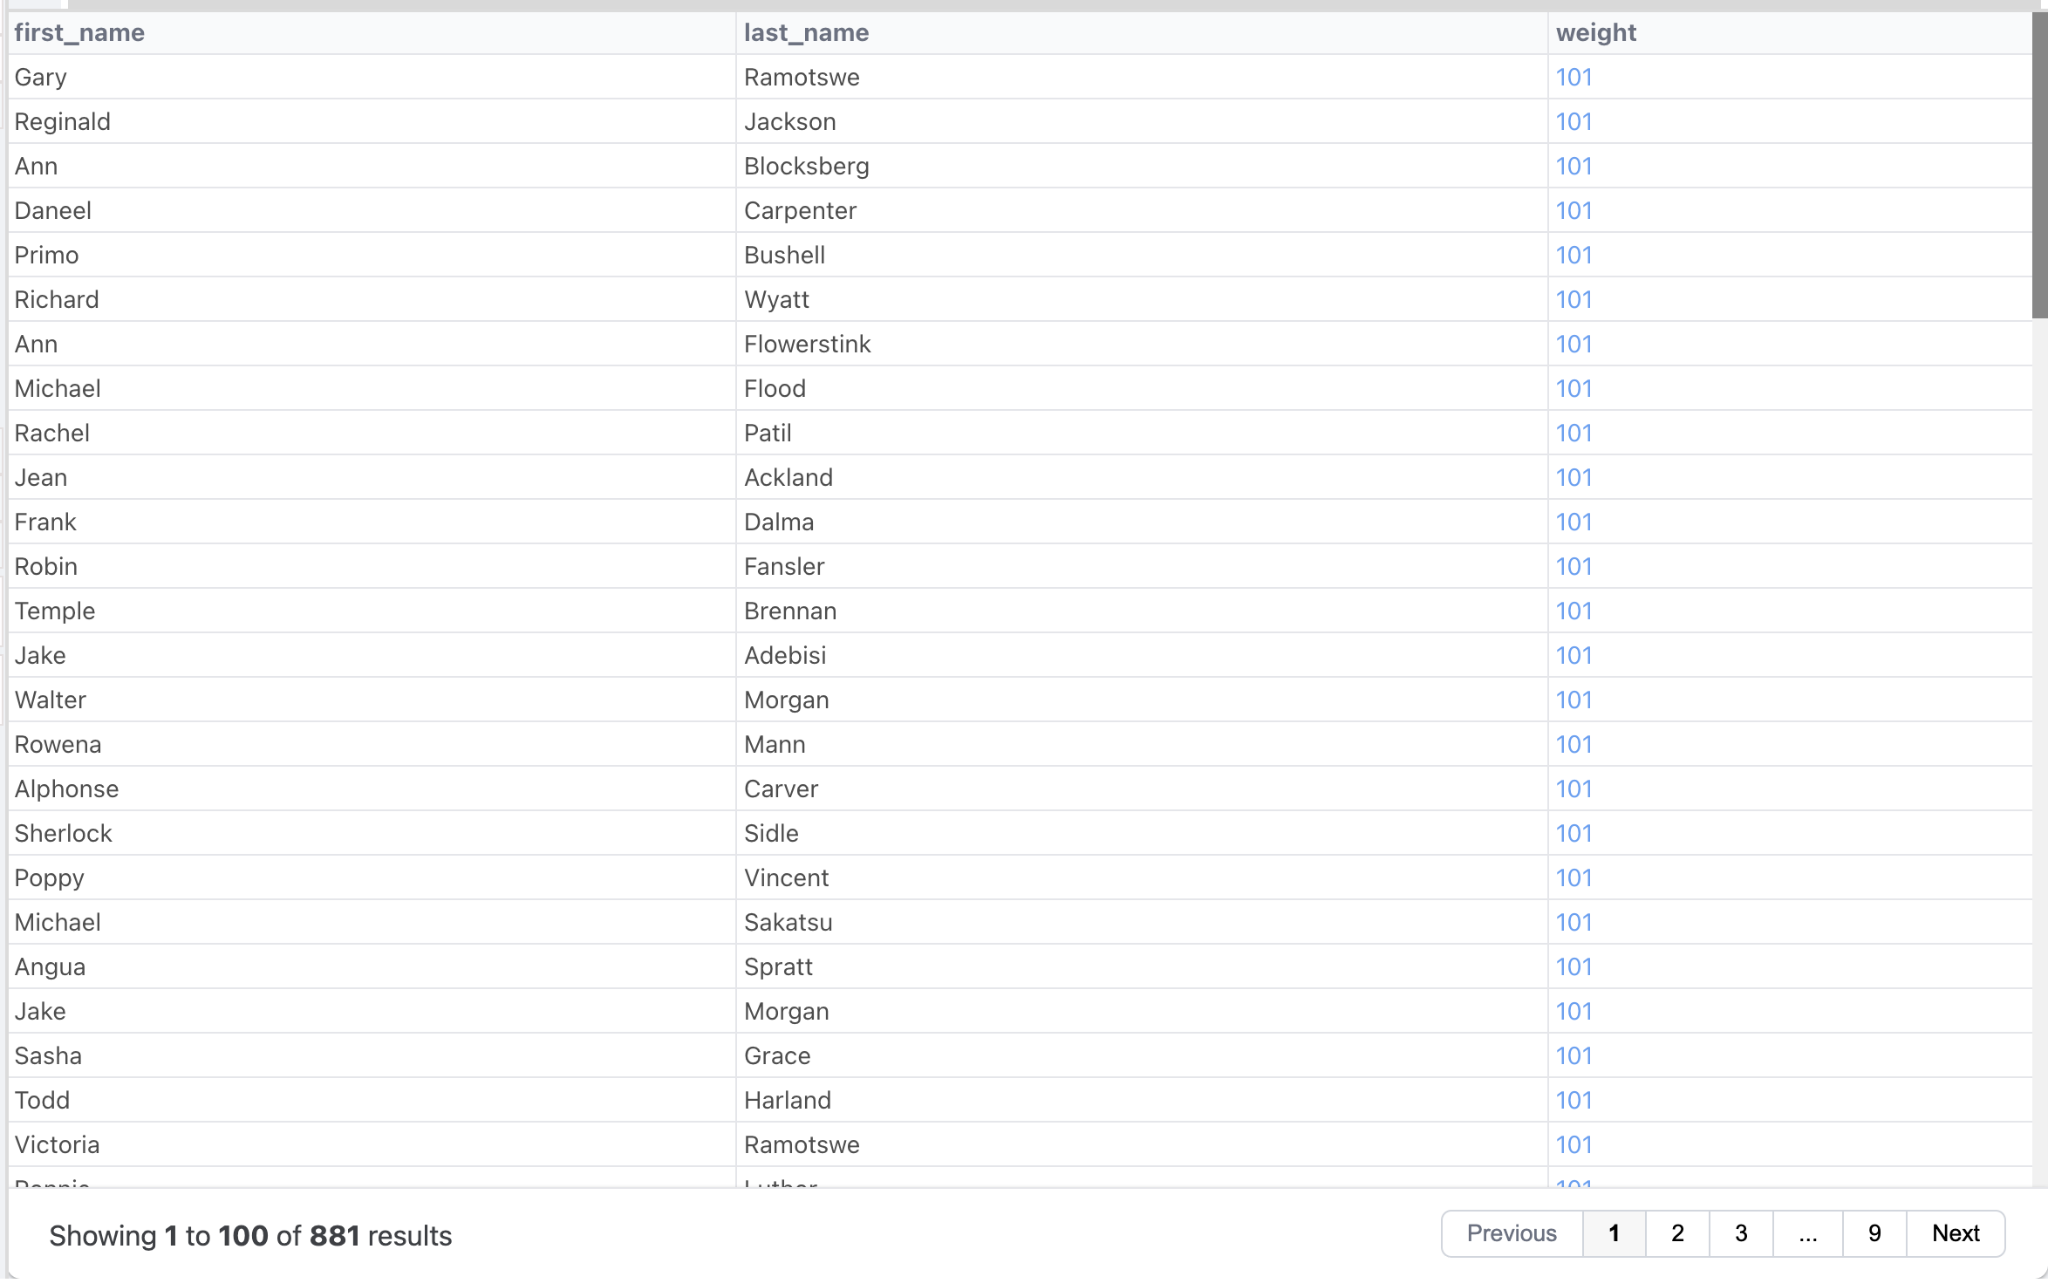 first_name last_name weight
Gary Ramotswe 101
Reginald Jackson 101
Ann Blocksberg 101
Daneel Carpenter 101
Primo Bushell 101
Richard Wyatt 101
Ann Flowerstink 101
Michael Flood 101
Rachel Patil 101
Jean Ackland 101
Frank Dalma 101
Robin Fansler 101
Temple Brennan 101
Jake Adebisi 101
Walter Morgan 101
Rowena Mann 101
Alphonse Carver 101
Sherlock Sidle 101
Poppy Vincent 101
Michael Sakatsu 101
Angua Spratt 101
Jake Morgan 101
Sasha Grace 101
Todd Harland 101
Victoria Ramotswe 101
Showing 1 to 100 of 881 results Previous 1 2 3 ... 9 Next